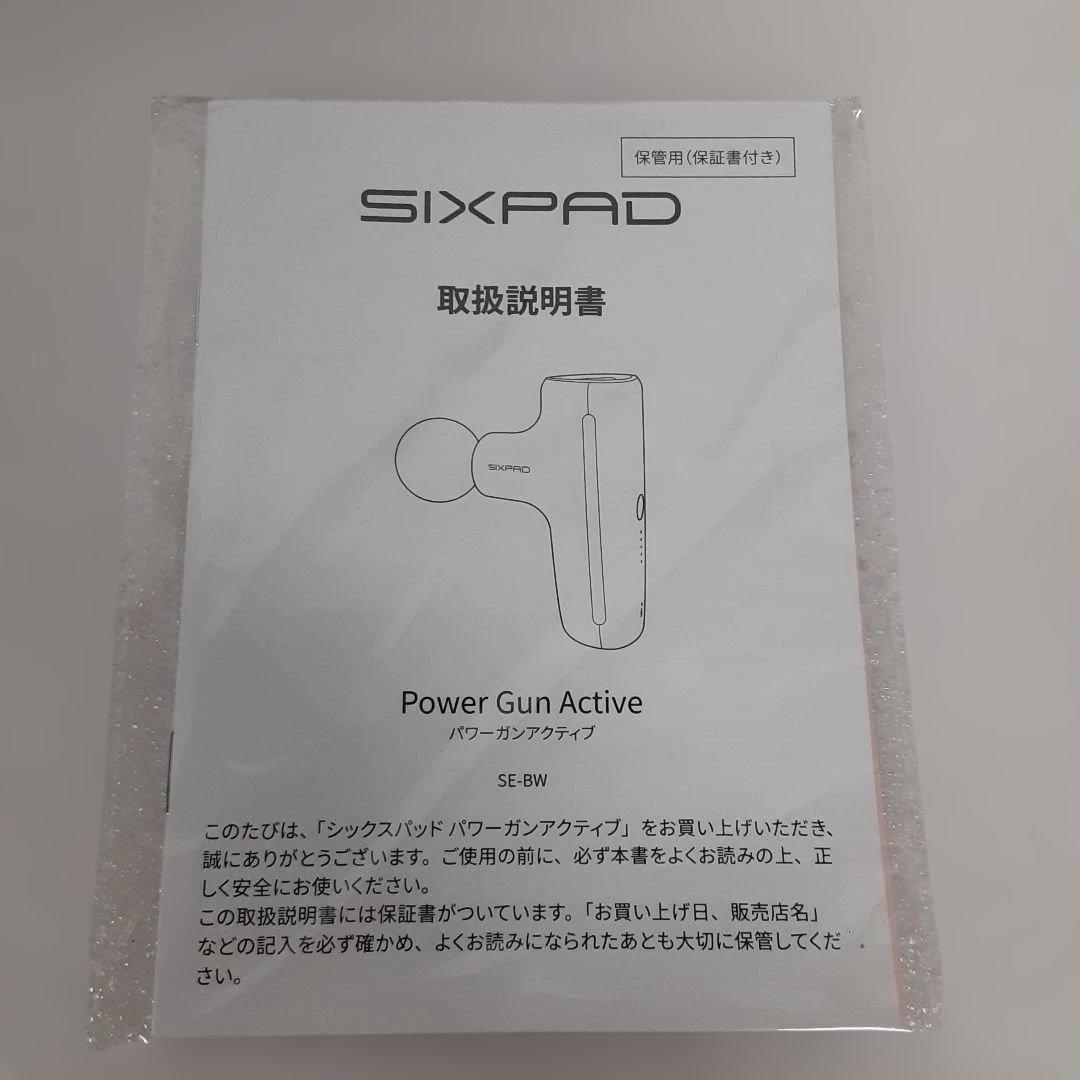 保管用(保証書付き)
SIXPAD
取扱説明書
SIXPAD
Power Gun Active
パワーガンアクティブ
SE-BW
このたびは、「シックスパッド パワーガンアクティブ」をお買い上げいただき、
誠にありがとうございます。ご使用の前に、必ず本書をよくお読みの上、正
しく安全にお使いください。
この取扱説明書には保証書がついています。「お買い上げ日、販売店名」
などの記入を必ず確かめ、よくお読みになられたあとも大切に保管してくだ
さい。